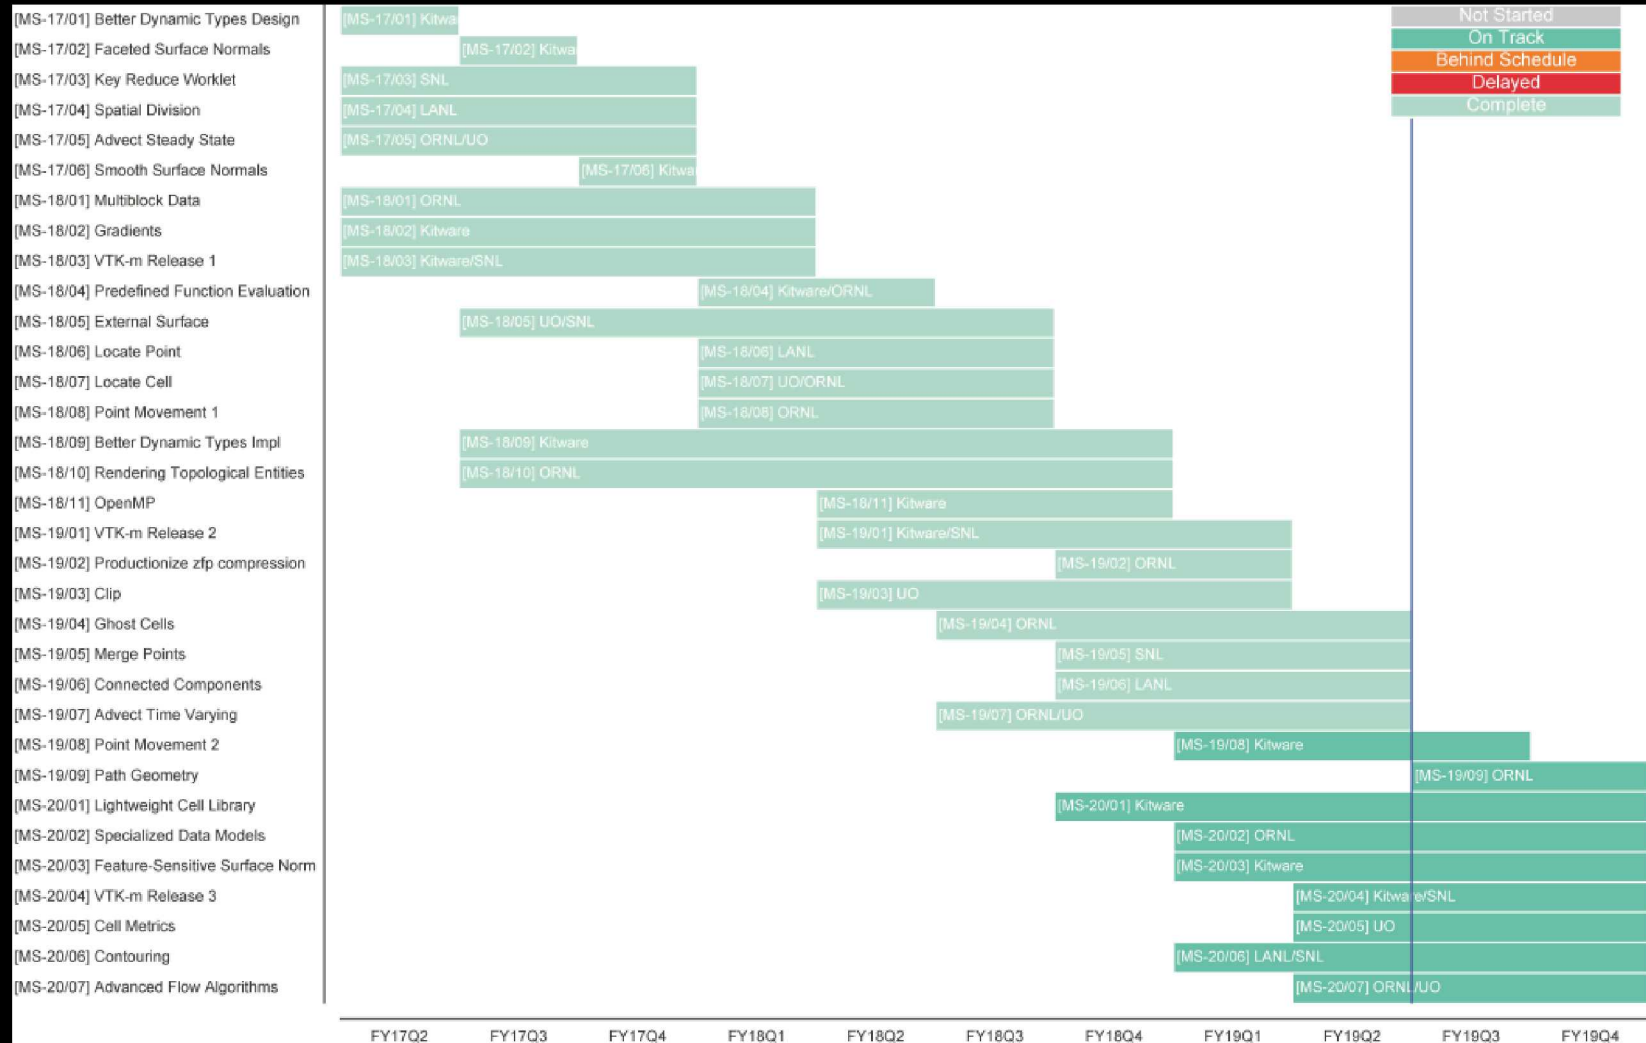 [MS-17/01] Better Dynamic Types Design [MS-17/01] Kitwa Not Started
On Track
[MS-17/02] Faceted Surface Normals [MS-17/02] Kitwa
Behind Schedule
[MS-17/03] Key Reduce Worklet [MS-17/03] SNL Delayed
[MS-17/04] Spatial Division [MS-17/04] LANL Complete
[MS-17/05] Advect Steady State [MS-17/05] ORNL/UO
[MS-17/06] Smooth Surface Normals [MS-17/06] Kitwa
[MS-18/01] Multiblock Data [MS-18/01] ORNL
[MS-18/02] Gradients [MS-18/02] Kitware
[MS-18/03] VTK-m Release 1 [MS-18/03] Kitware/SNL
[MS-18/04] Predefined Function Evaluation [MS-18/04] Kitware/ORNL
[MS-18/05] External Surface [MS-18/05] UO/SNL
[MS-18/06] Locate Point [MS-18/06] LANL
[MS-18/07] Locate Cell [MS-18/07] UO/ORNL
[MS-18/08] Point Movement 1 [MS-18/08] ORNL
[MS-18/09] Better Dynamic Types Impl [MS-18/09] Kitware
[MS-18/10] Rendering Topological Entities [MS-18/10] ORNL
[MS-18/11] OpenMP [MS-18/11] Kitware
[MS-19/01] VTK-m Release 2 [MS-19/01] Kitware/SNL
[MS-19/02] Productionize zfp compression [MS-19/02] ORNL
[MS-19/03] Clip [MS-19/03] UO
[MS-19/04] Ghost Cells [MS-19/04] ORNL
[MS-19/05] Merge Points [MS-19/05] SNL
[MS-19/06] Connected Components [MS-19/06] LANL
[MS-19/07] Advect Time Varying [MS-19/07] ORNL/UO
[MS-19/08] Point Movement 2 [MS-19/08] Kitware
[MS-19/09] Path Geometry [MS-19/09] ORNL
[MS-20/01] Lightweight Cell Library [MS-20/01] Kitware
[MS-20/02] Specialized Data Models [MS-20/02] ORNL
[MS-20/03] Feature-Sensitive Surface Norm [MS-20/03] Kitware
[MS-20/04] VTK-m Release 3 [MS-20/04] Kitware/SNL
[MS-20/05] Cell Metrics [MS-20/05] UO
[MS-20/06] Contouring [MS-20/06] LANL/SNL
[MS-20/07] Advanced Flow Algorithms [MS-20/07] ORNL/UO
FY17Q2 FY17Q3 FY17Q4 FY18Q1 FY18Q2 FY18Q3 FY18Q4 FY19Q1 FY19Q2 FY19Q3 FY19Q4